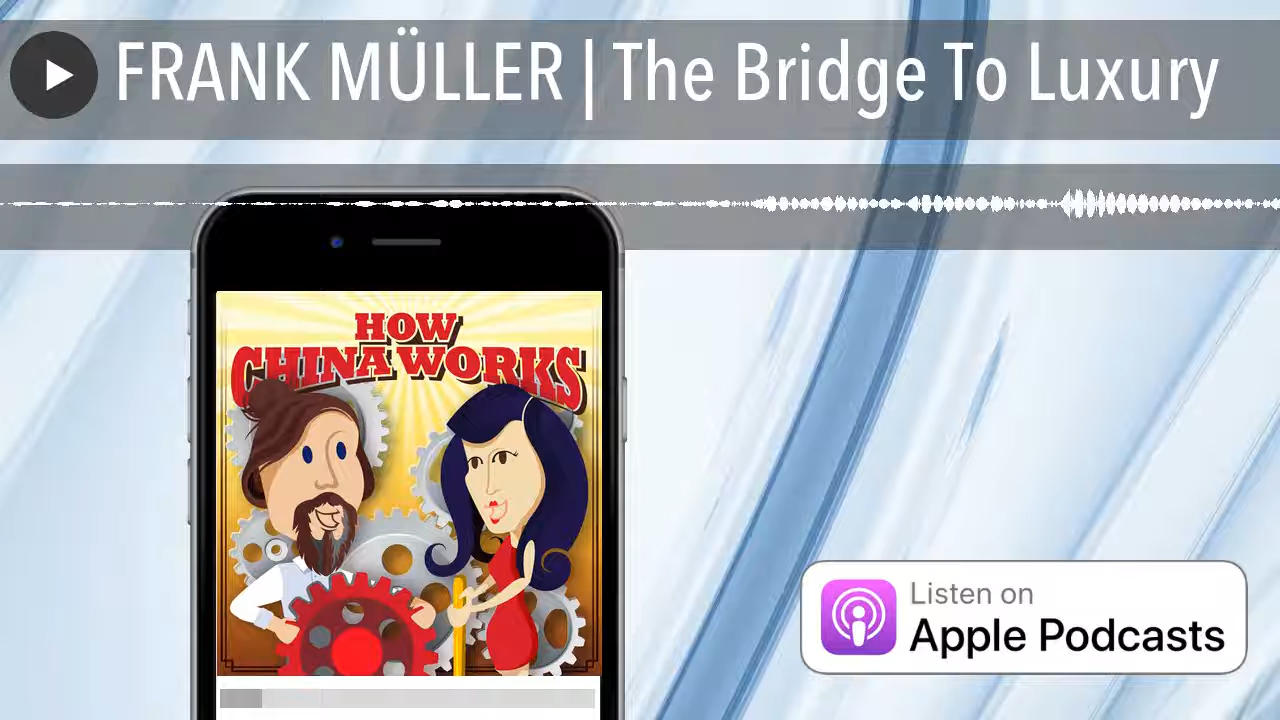 FRANK MÜLLER | The Bridge To Luxury
HOW
CHINA WORKS
Listen on
Apple Podcasts